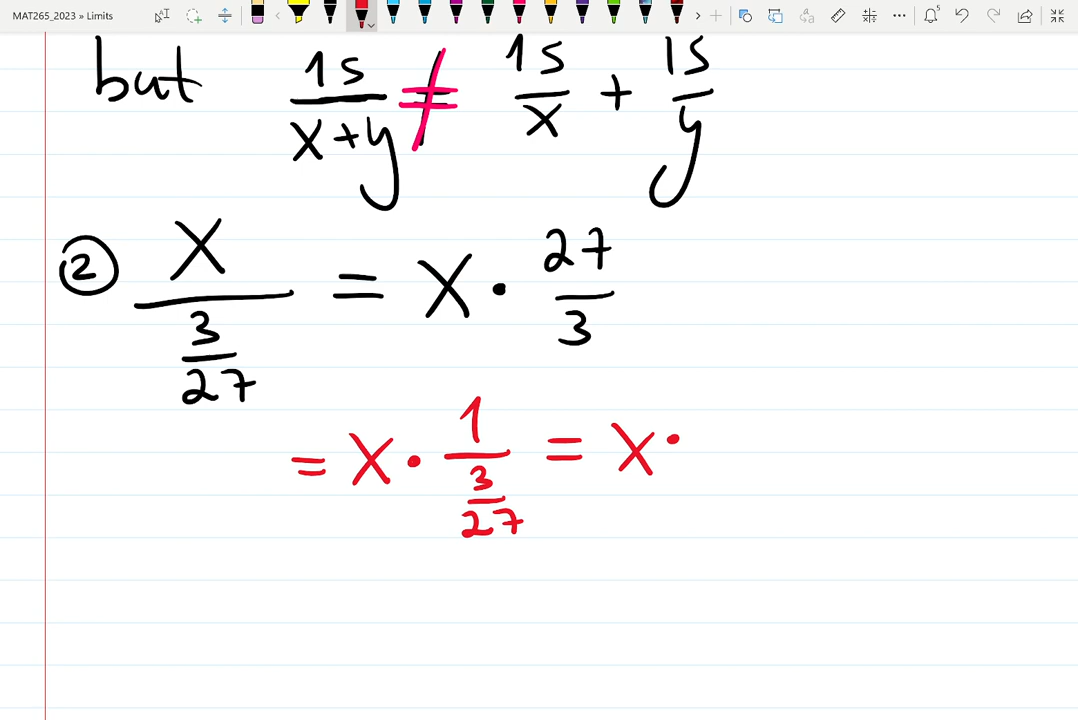 MAT265_2023 » Limits
but 15/(x+y) ≠ 15/x + 15/y
② x/(3/27) = x · 27/3
= x · 1/(3/27) = x ·